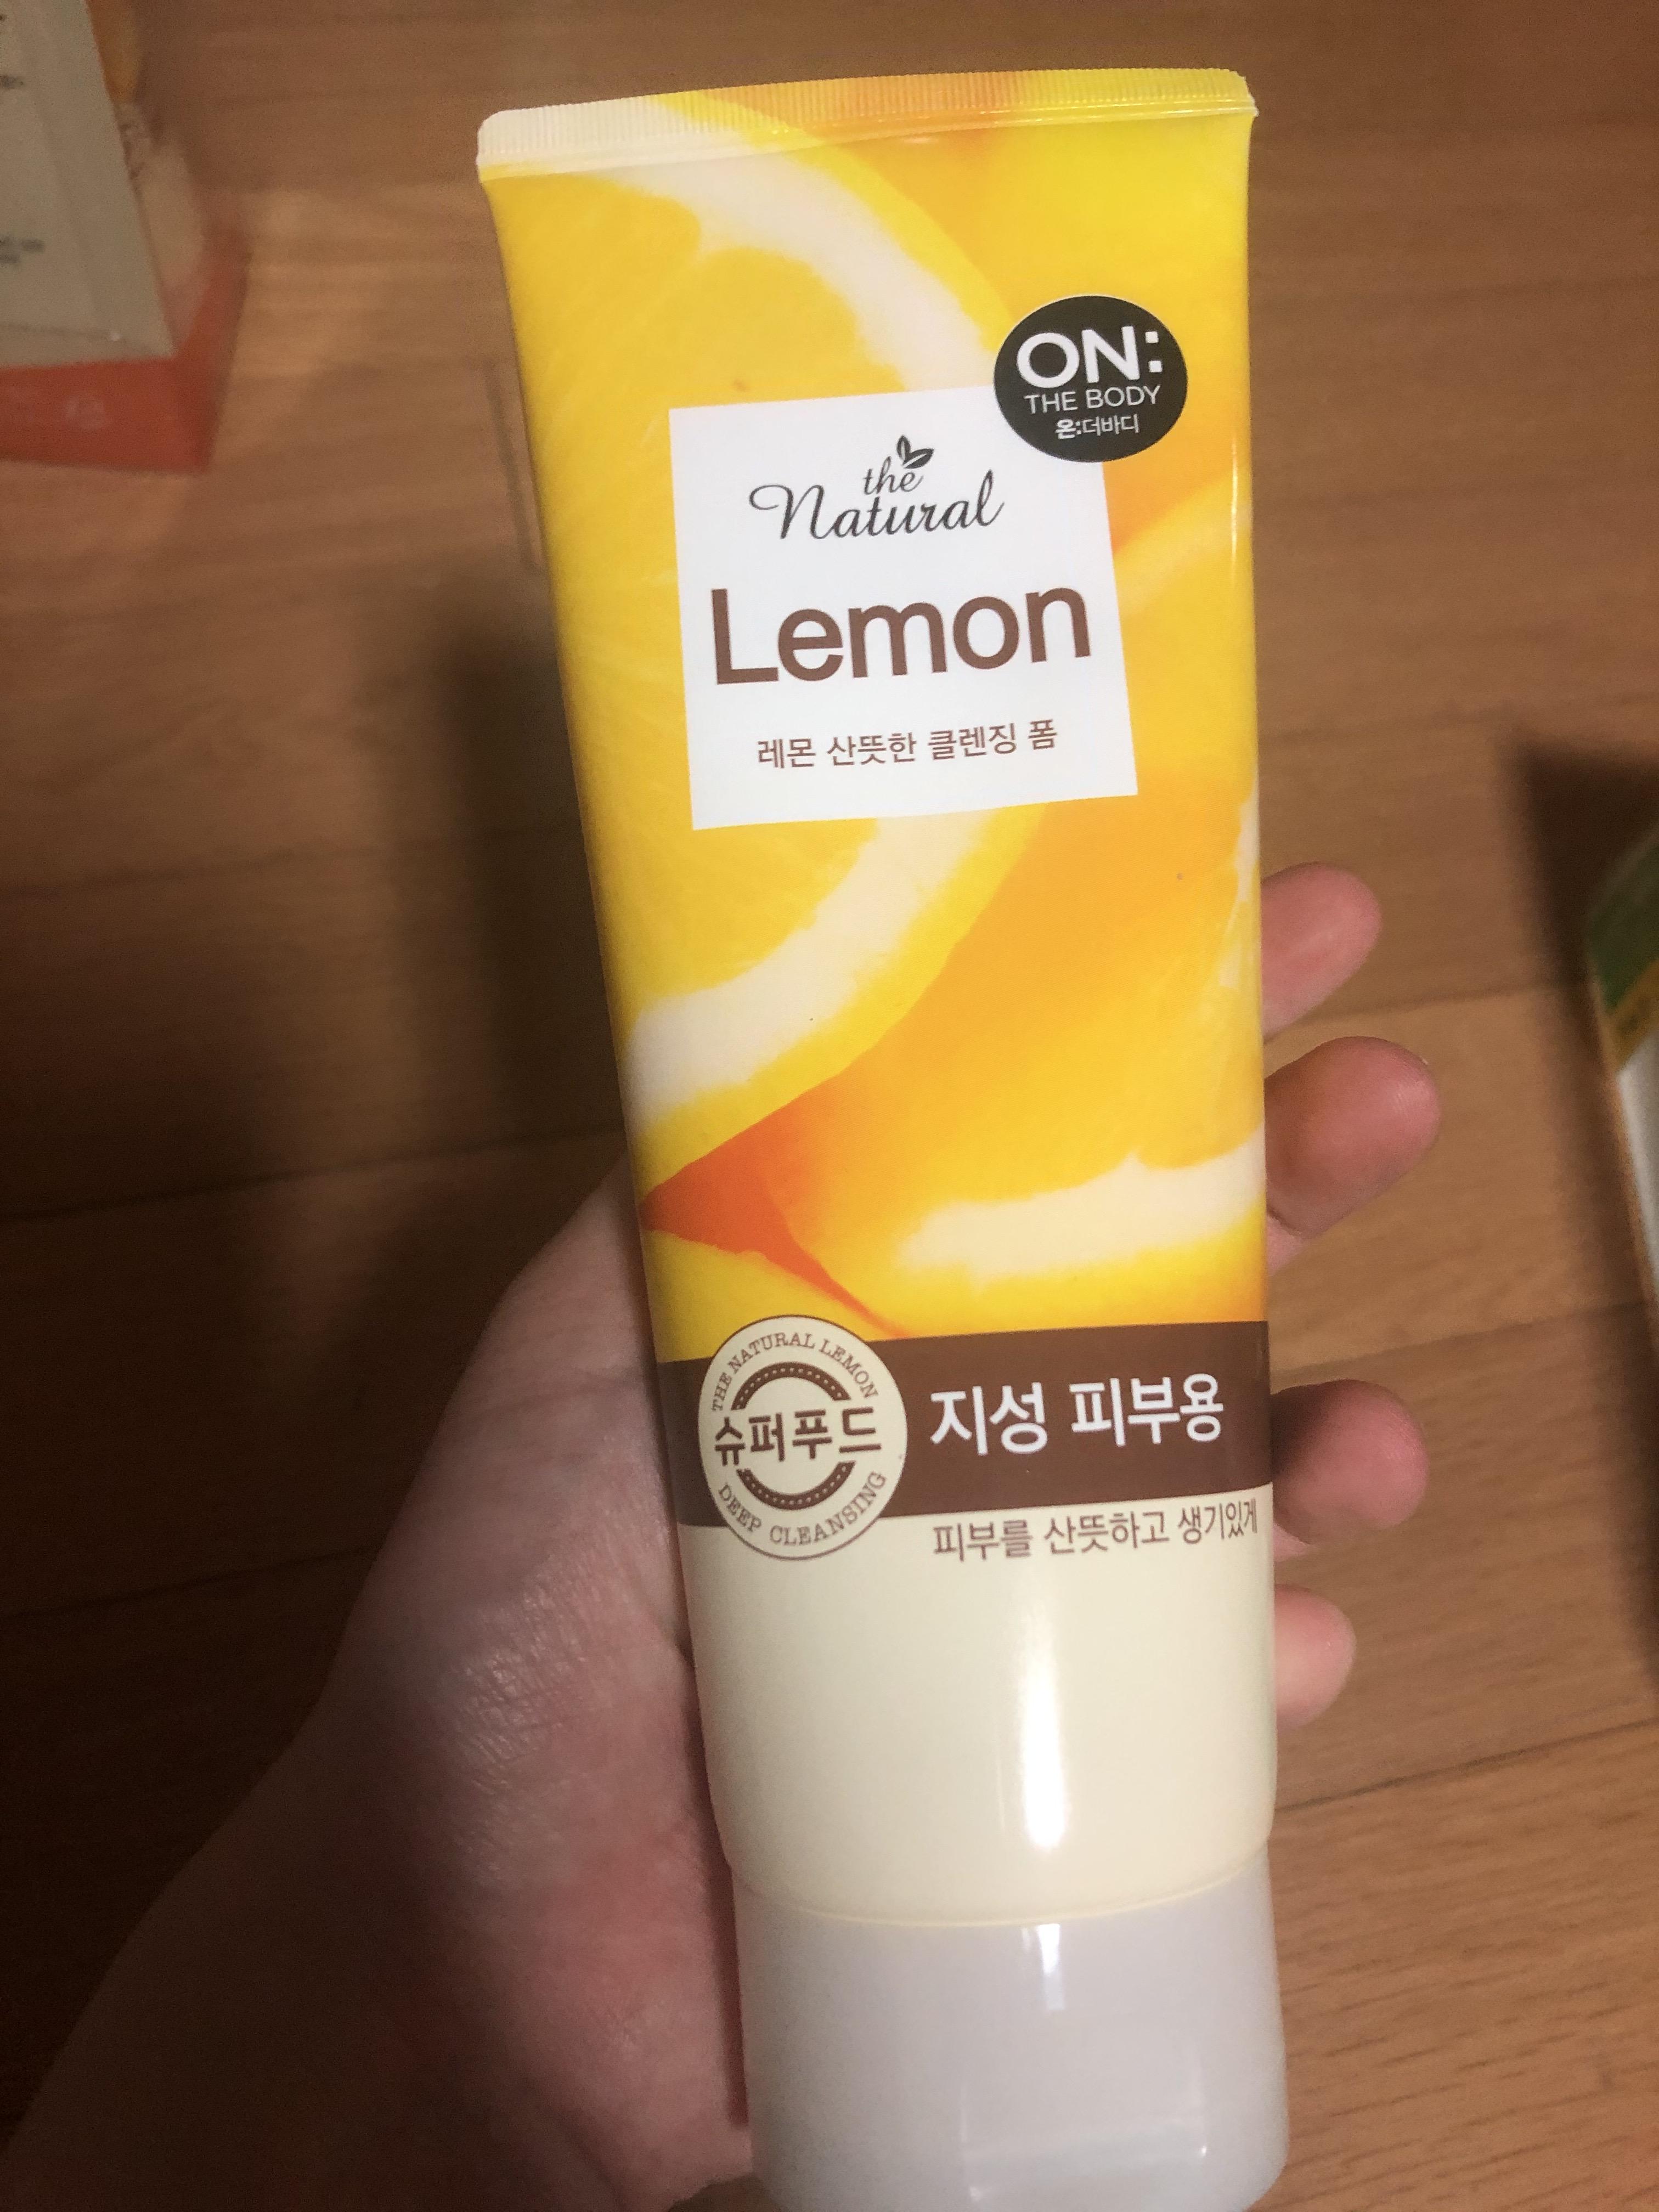 ON:
THE BODY
온:더바디
the
Natural
Lemon
레몬 산뜻한 클렌징 폼
THE NATURAL LEMON
슈퍼푸드
DEEP CLEANSING
지성 피부용
피부를 산뜻하고 생기있게